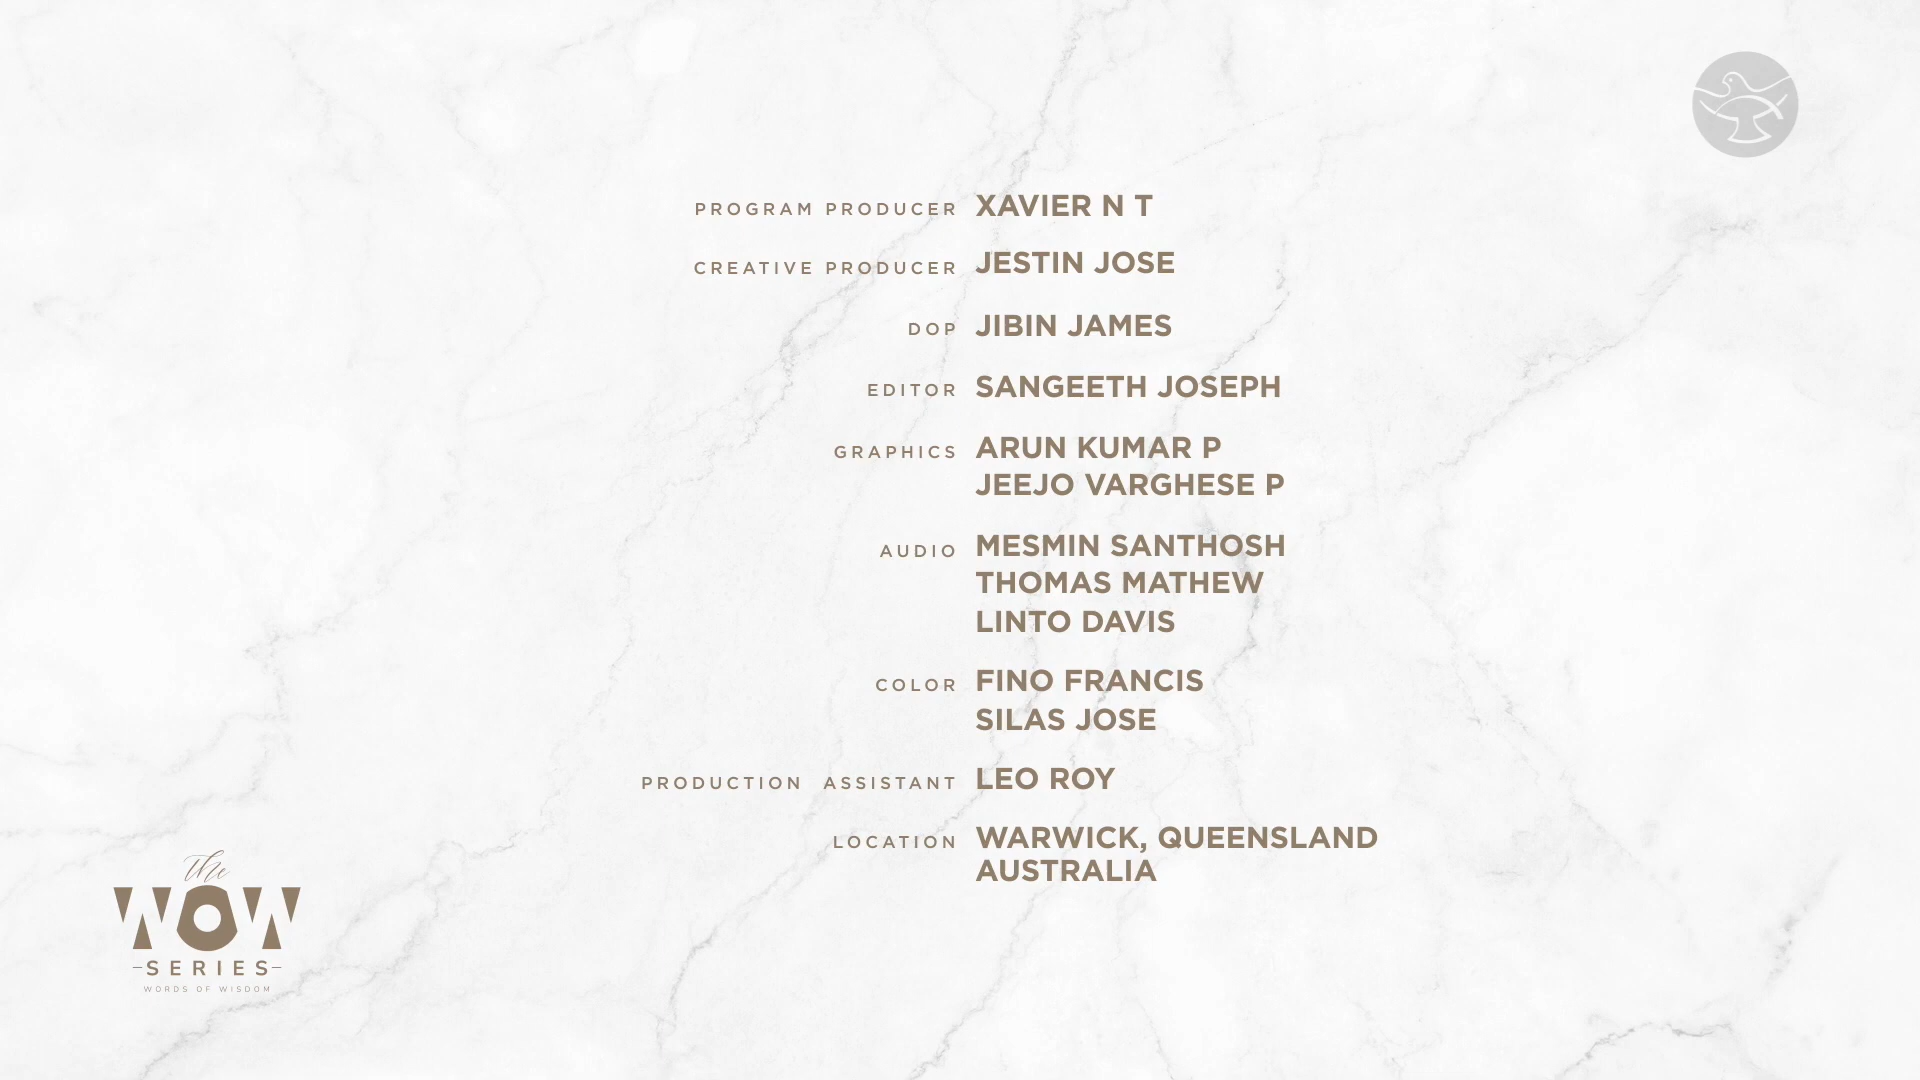 PROGRAM PRODUCER XAVIER N T
CREATIVE PRODUCER JESTIN JOSE
DOP JIBIN JAMES
EDITOR SANGEETH JOSEPH
GRAPHICS ARUN KUMAR P
JEEJO VARGHESE P
AUDIO MESMIN SANTHOSH
THOMAS MATHEW
LINTO DAVIS
COLOR FINO FRANCIS
SILAS JOSE
PRODUCTION ASSISTANT LEO ROY
LOCATION WARWICK, QUEENSLAND
AUSTRALIA
the
WOW
-SERIES-
WORDS OF WISDOM